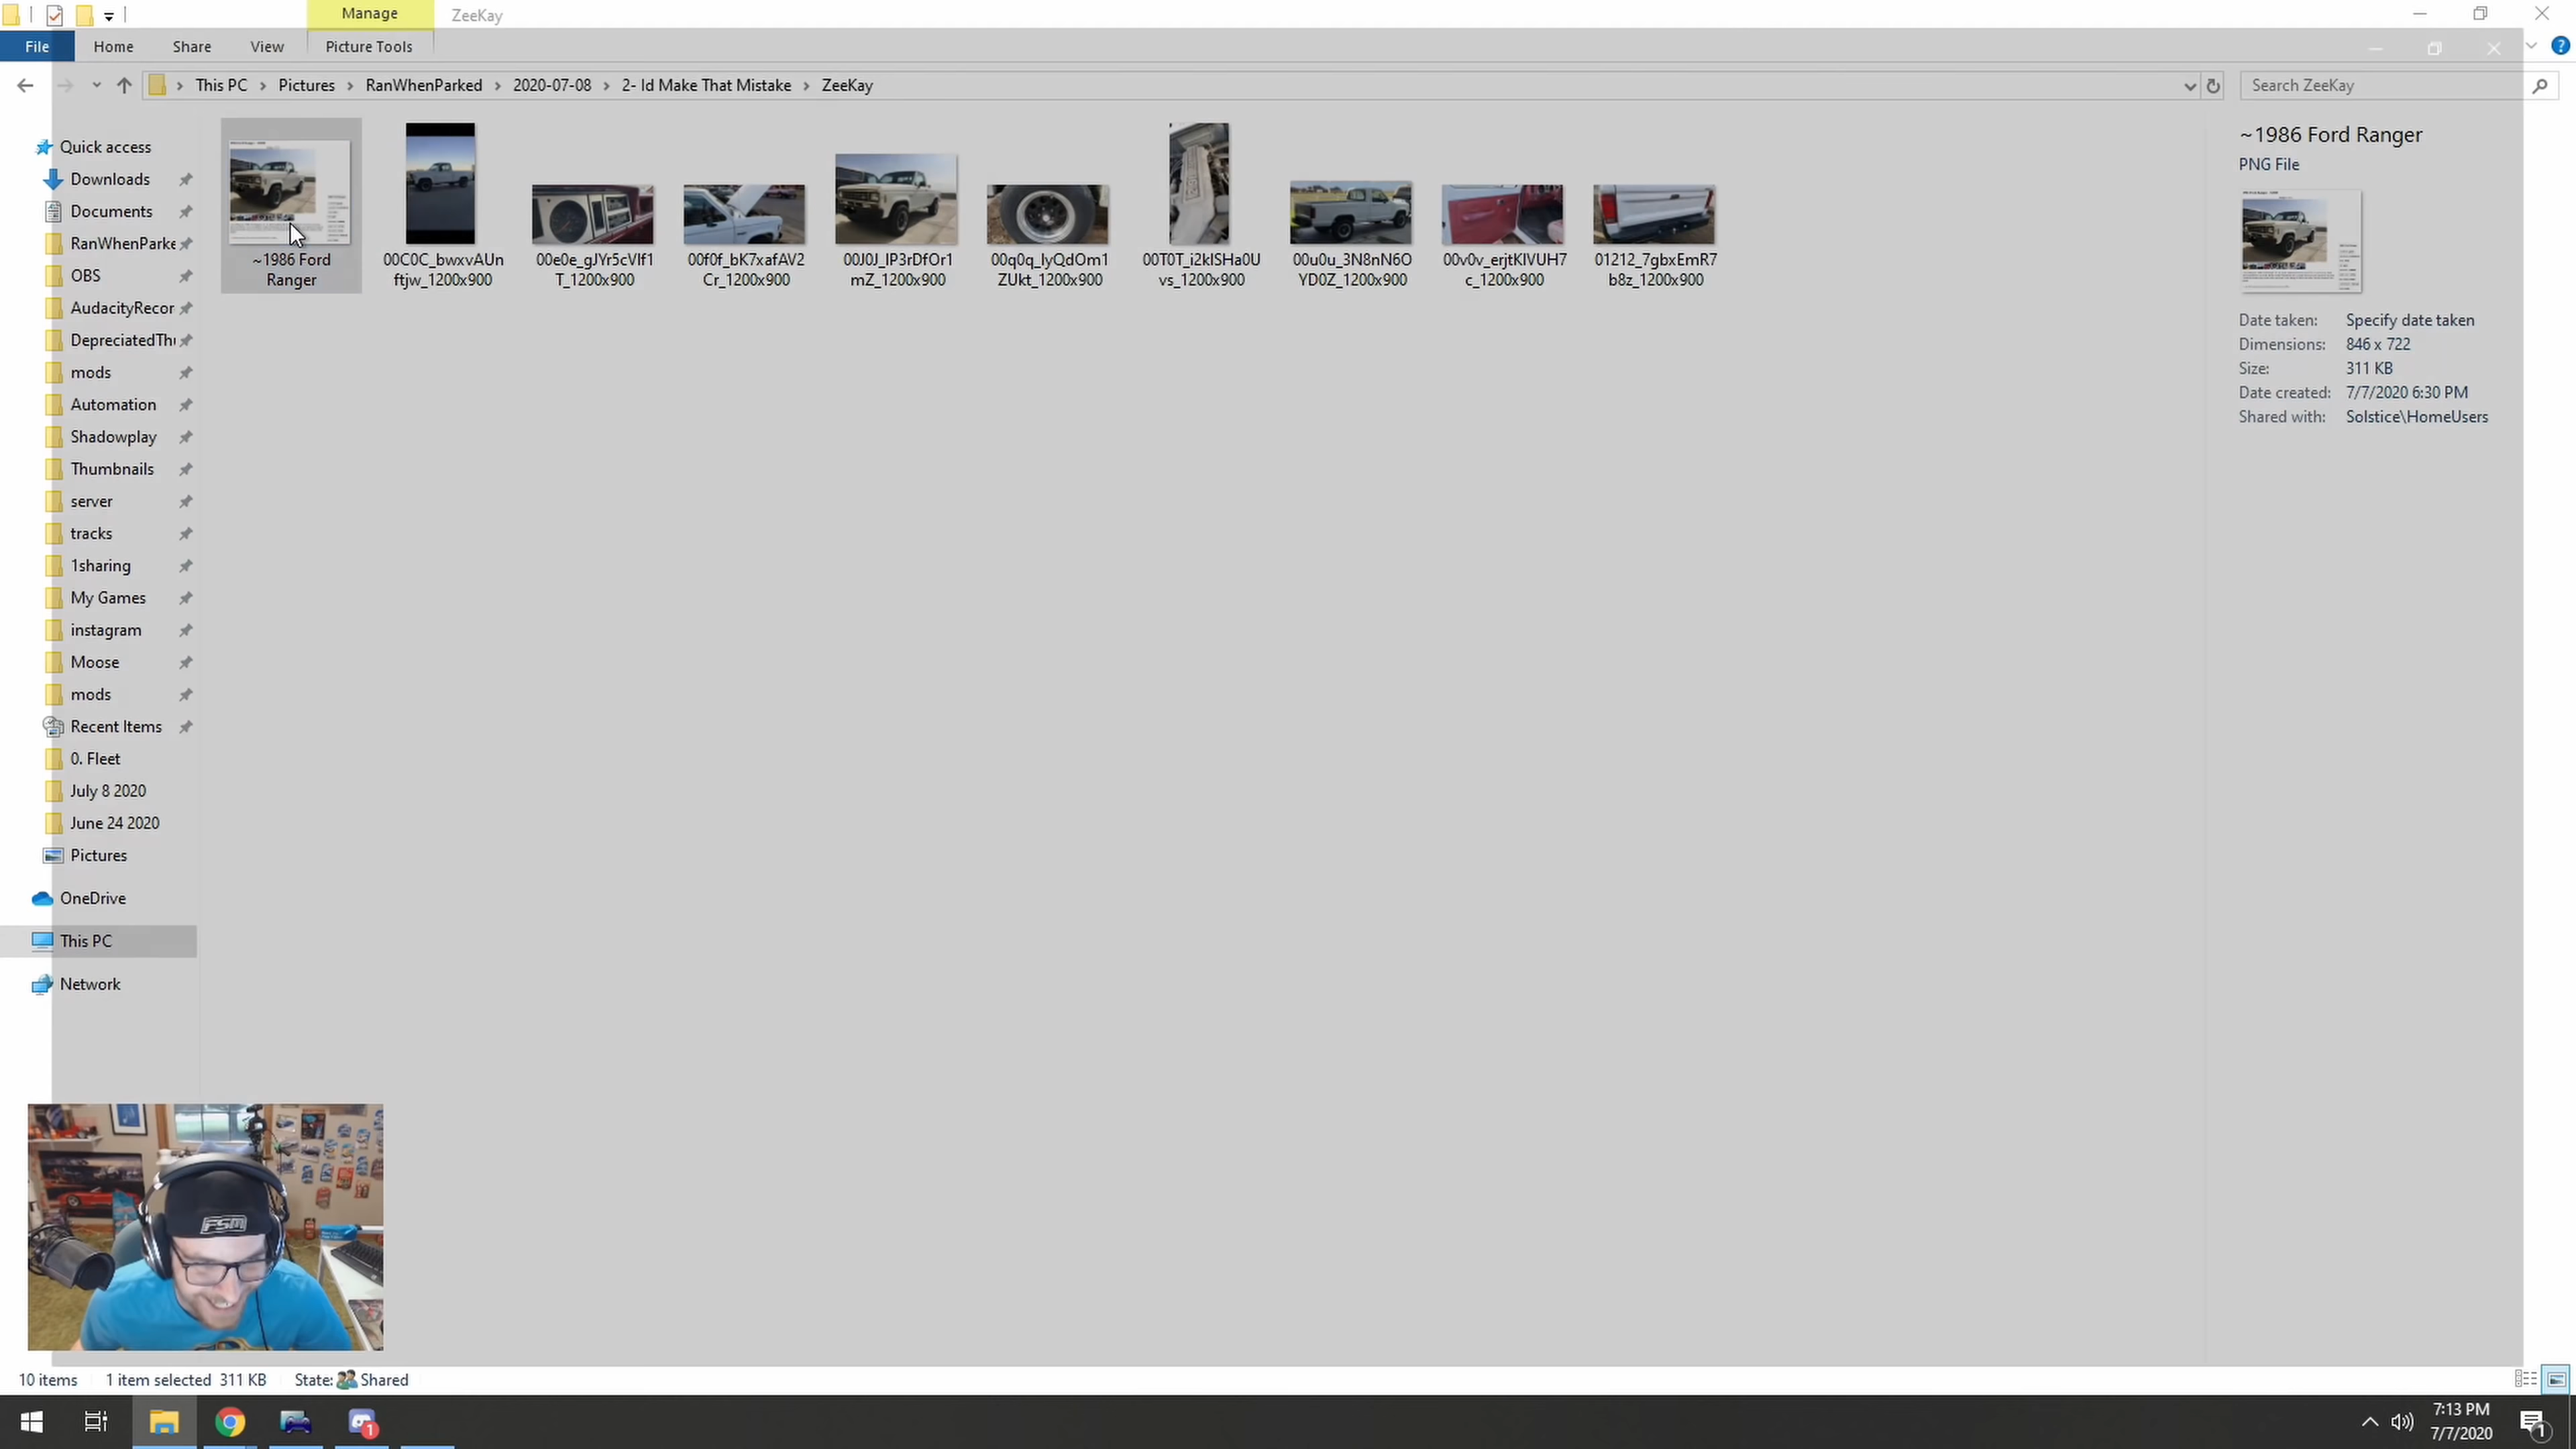 Manage
ZeeKay
File
Home
Share
View
Picture Tools
This PC
Pictures
RanWhenParked
2020-07-08
2- Id Make That Mistake
ZeeKay
Search ZeeKay
Quick access
Downloads
Documents
RanWhenParke
OBS
AudacityRecor
DepreciatedThu
mods
Automation
Shadowplay
Thumbnails
server
tracks
1sharing
My Games
instagram
Moose
mods
Recent Items
0. Fleet
July 8 2020
June 24 2020
Pictures
OneDrive
This PC
Network
~1986 Ford
Ranger
00C0C_bwxvAUn
ftjw_1200x900
00e0e_gJYr5cVIf1
T_1200x900
00f0f_bK7xafAV2
Cr_1200x900
00J0J_IP3rDfOr1
mZ_1200x900
00q0q_IyQdOm1
ZUkt_1200x900
00T0T_i2kISHa0U
vs_1200x900
00u0u_3N8nN6O
YD0Z_1200x900
00v0v_erjtKIVUH7
c_1200x900
01212_7gbxEmR7
b8z_1200x900
~1986 Ford Ranger
PNG File
Date taken: Specify date taken
Dimensions: 846 x 722
Size: 311 KB
Date created: 7/7/2020 6:30 PM
Shared with: Solstice\HomeUsers
FSM
10 items
1 item selected 311 KB
State: Shared
1
7:13 PM
7/7/2020
1